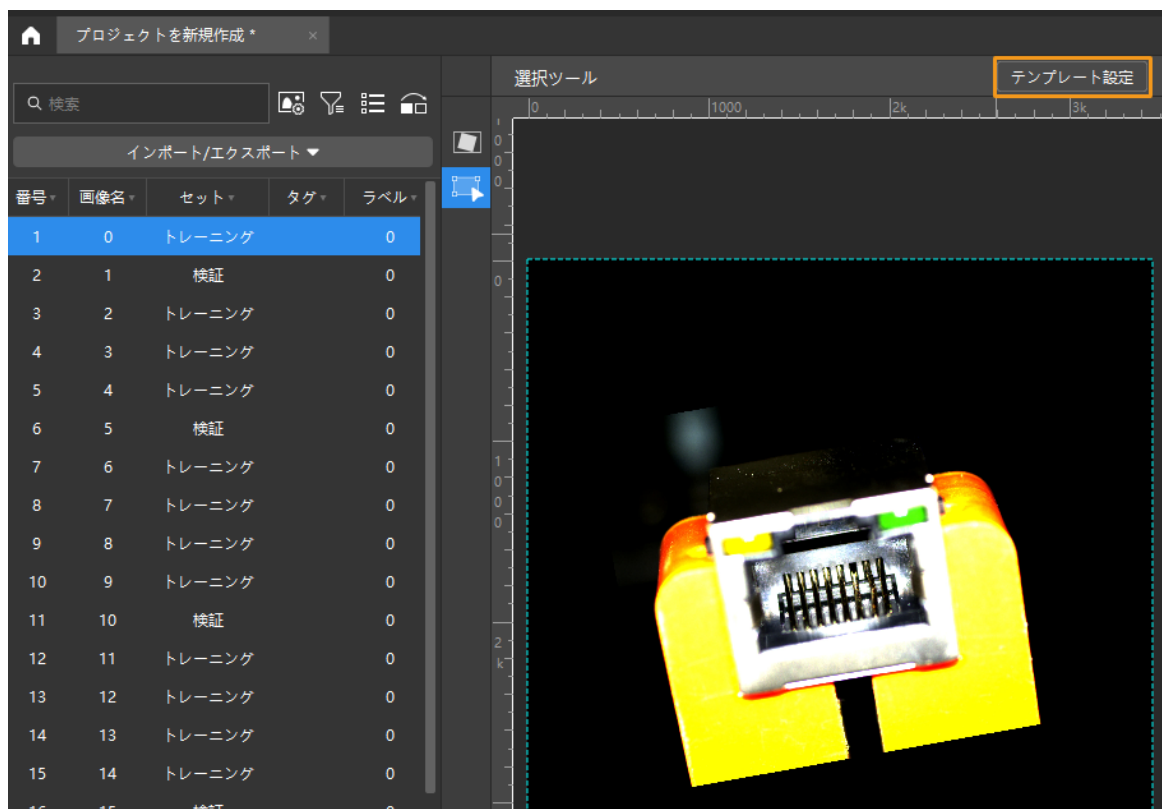 プロジェクトを新規作成 * ×
選択ツール
テンプレート設定
検索
インポート/エクスポート
番号 画像名 セット タグ ラベル
1 0 トレーニング 0
2 1 検証 0
3 2 トレーニング 0
4 3 トレーニング 0
5 4 トレーニング 0
6 5 検証 0
7 6 トレーニング 0
8 7 トレーニング 0
9 8 トレーニング 0
10 9 トレーニング 0
11 10 検証 0
12 11 トレーニング 0
13 12 トレーニング 0
14 13 トレーニング 0
15 14 トレーニング 0
16 15 検証 0
0 1000 2k 3k
1000
0
1000
2k